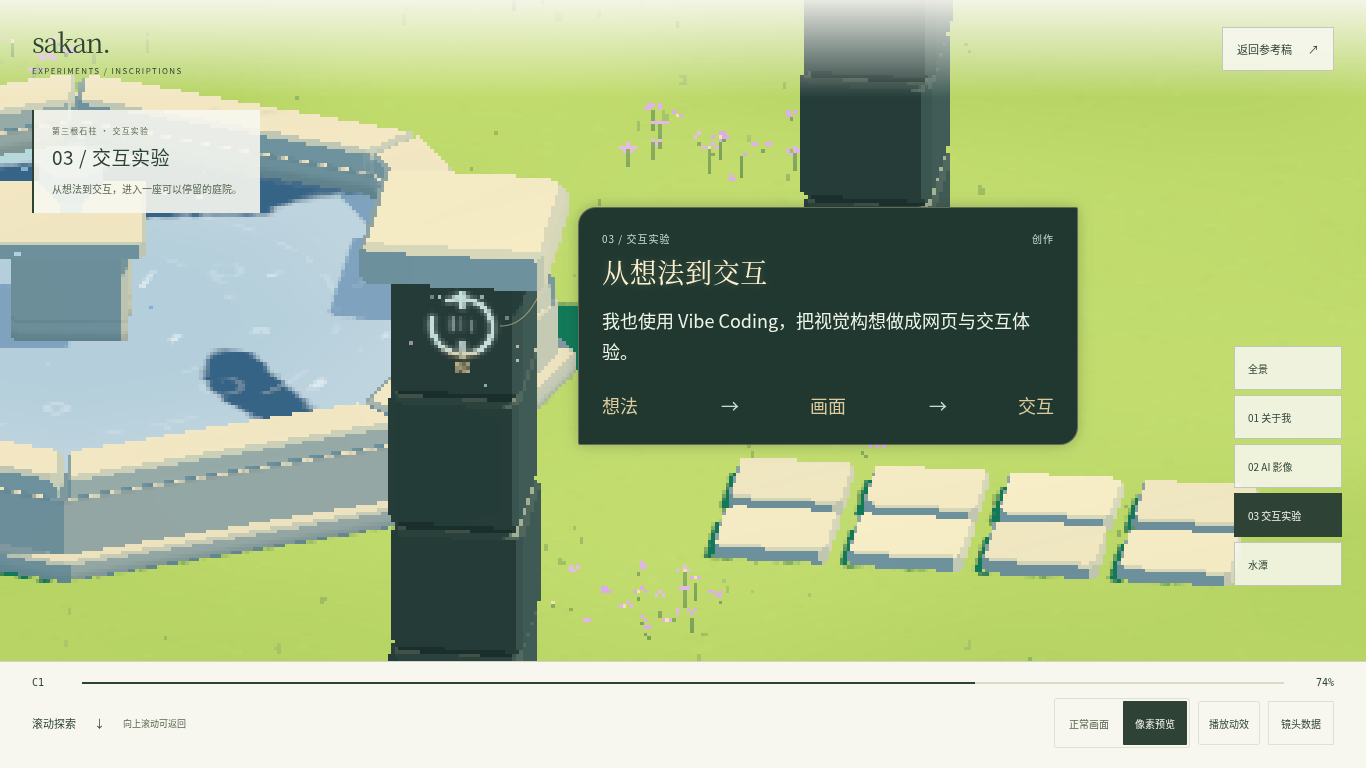 sakan.
EXPERIMENTS / INSCRIPTIONS
返回参考稿 ↗
第三根石柱 · 交互实验
03 / 交互实验
从想法到交互，进入一座可以停留的庭院。
03 / 交互实验 创作
从想法到交互
我也使用 Vibe Coding，把视觉构想做成网页与交互体
验。
想法 → 画面 → 交互
全景
01 关于我
02 AI 影像
03 交互实验
水潭
C1 74%
滚动探索 ↓ 向上滚动可返回
正常画面 像素预览 播放动效 镜头数据